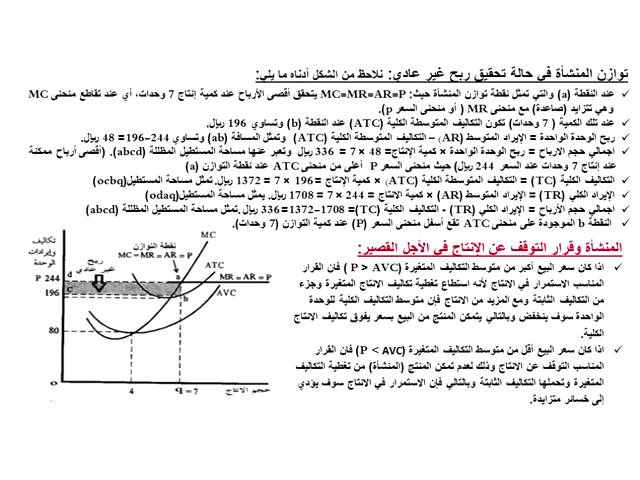 توازن المنشأة في حالة تحقيق ربح غير عادي: نلاحظ من الشكل أدناه ما يلي:
✓ عند النقطة (a) والتي تمثل نقطة توازن المنشأة حيث: MC=MR=AR=P يتحقق أقصى الأرباح عند كمية إنتاج 7 وحدات، أي عند تقاطع منحنى MC
وهي تتزايد (صاعدة) مع منحنى MR ( أو منحنى السعر p).
✓ عند تلك الكمية ( 7 وحدات) تكون التكاليف المتوسطة الكلية (ATC) عند النقطة (b) وتساوي 196 ريال.
✓ ربح الوحدة الواحدة = الإيراد المتوسط (AR) – التكاليف المتوسطة الكلية (ATC) وتمثل المسافة (ab) وتساوي 244-196= 48 ريال.
✓ اجمالي حجم الارباح = ربح الوحدة الواحدة × كمية الإنتاج= 48 × 7 = 336 ريال وتعبر عنها مساحة المستطيل المظللة (abcd). (أقصى أرباح ممكنة
عند إنتاج 7 وحدات عند السعر 244 ريال) حيث منحنى السعر P أعلى من منحنى ATC عند نقطة التوازن (a)
✓ التكاليف الكلية (TC) = التكاليف المتوسطة الكلية (ATC) × كمية الإنتاج = 196 × 7 = 1372 ريال. تمثل مساحة المستطيل(ocbq)
✓ الإيراد الكلي (TR) = الإيراد المتوسط (AR) × كمية الانتاج = 244 × 7 = 1708 ريال. يمثل مساحة المستطيل(odaq)
✓ اجمالي حجم الأرباح = الإيراد الكلي (TR) - التكاليف الكلية (TC)= 1708-1372=336 ريال .تمثل مساحة المستطيل المظللة (abcd)
✓ النقطة b الموجودة على منحنى ATC تقع أسفل منحنى السعر (P) عند كمية التوازن (7 وحدات).
المنشأة وقرار التوقف عن الإنتاج في الأجل القصير:
✓ اذا كان سعر البيع أكبر من متوسط التكاليف المتغيرة (P > AVC) فان القرار
المناسب الاستمرار في الانتاج لأنه استطاع تغطية تكاليف الانتاج المتغيرة وجزء
من التكاليف الثابتة ومع المزيد من الانتاج فإن متوسط التكاليف الكلية للوحدة
الواحدة سوف ينخفض وبالتالي يتمكن المنتج من البيع بسعر يفوق تكاليف الانتاج
الكلية.
✓ اذا كان سعر البيع أقل من متوسط التكاليف المتغيرة (P < AVC) فان القرار
المناسب التوقف عن الانتاج وذلك لعدم تمكن المنتج (المنشأة) من تغطية التكاليف
المتغيرة وتحملها التكاليف الثابتة وبالتالي فإن الاستمرار في الانتاج سوف يؤدي
إلى خسائر متزايدة.
تكاليف
وإيرادات
الوحدة
ربح
غير عادي
نقطة التوازن
MC = MR = AR = P
MC
ATC
MR = AR = P
AVC
P 244
196
80
d
c
a
b
O
4
q = 7
حجم الانتاج